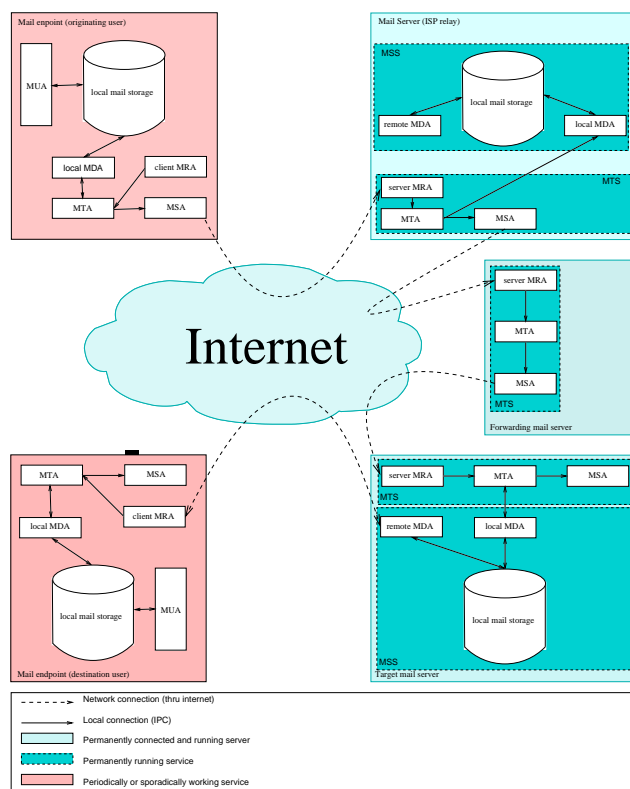 Mail enpoint (originating user)
MUA
local mail storage
local MDA
client MRA
MTA
MSA
Mail Server (ISP relay)
MSS
local mail storage
remote MDA
local MDA
MTS
server MRA
MTA
MSA
Internet
server MRA
MTA
MSA
MTS
Forwarding mail server
MTA
MSA
client MRA
local MDA
local mail storage
MUA
Mail endpoint (destination user)
server MRA
MTA
MSA
MTS
remote MDA
local MDA
local mail storage
MSS
Target mail server
Network connection (thru internet)
Local connection (IPC)
Permanently connected and running server
Permanently running service
Periodically or sporadically working service